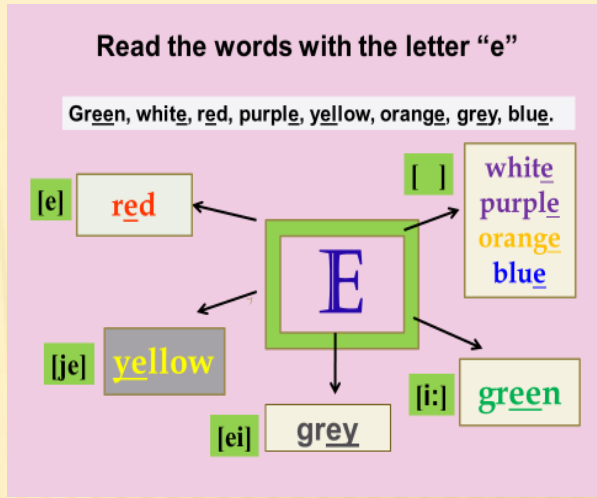 Read the words with the letter “e”
Green, white, red, purple, yellow, orange, grey, blue.
[e]
red
[ ]
white
purple
orange
blue
E
[je]
yellow
[ei]
grey
[i:]
green